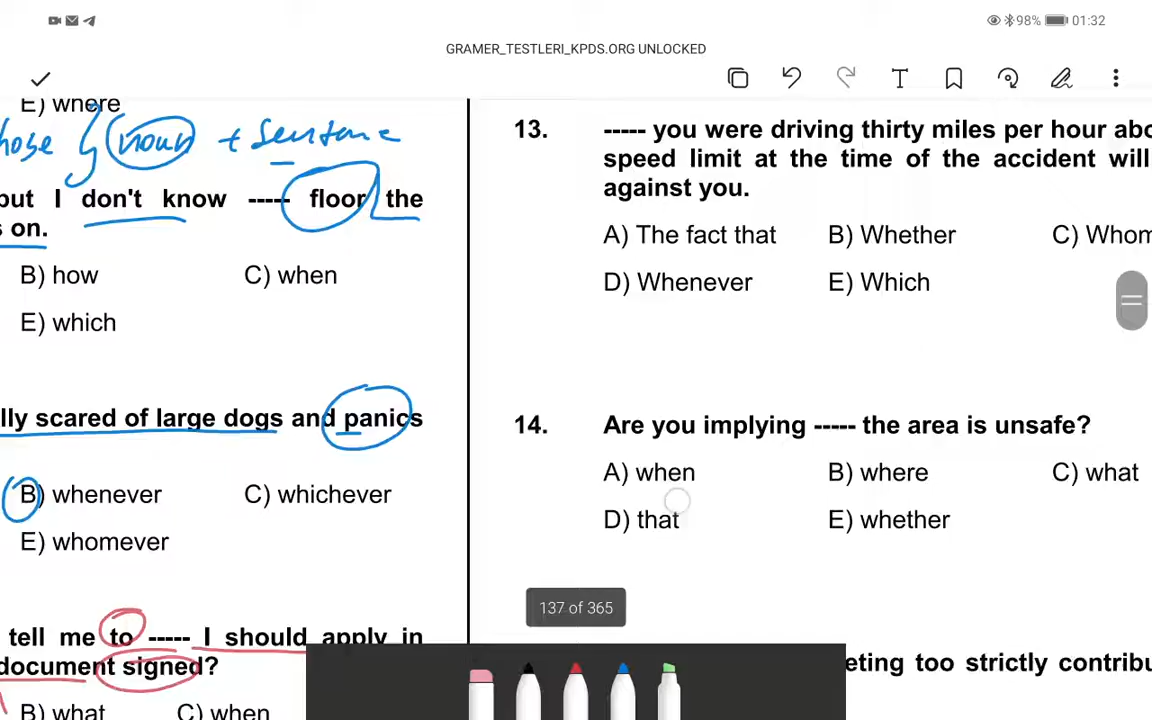 98% 01:32
GRAMER_TESTLERI_KPDS.ORG UNLOCKED
T
E) where
hose noun + Sentence
but I don't know ----- floor the
s on.
B) how C) when
E) which
lly scared of large dogs and panics
B) whenever C) whichever
E) whomever
tell me to ----- I should apply in
document signed?
B) what C) when
13. ----- you were driving thirty miles per hour abo
speed limit at the time of the accident will
against you.
A) The fact that B) Whether C) Whom
D) Whenever E) Which
14. Are you implying ----- the area is unsafe?
A) when B) where C) what
D) that E) whether
137 of 365
eting too strictly contribu